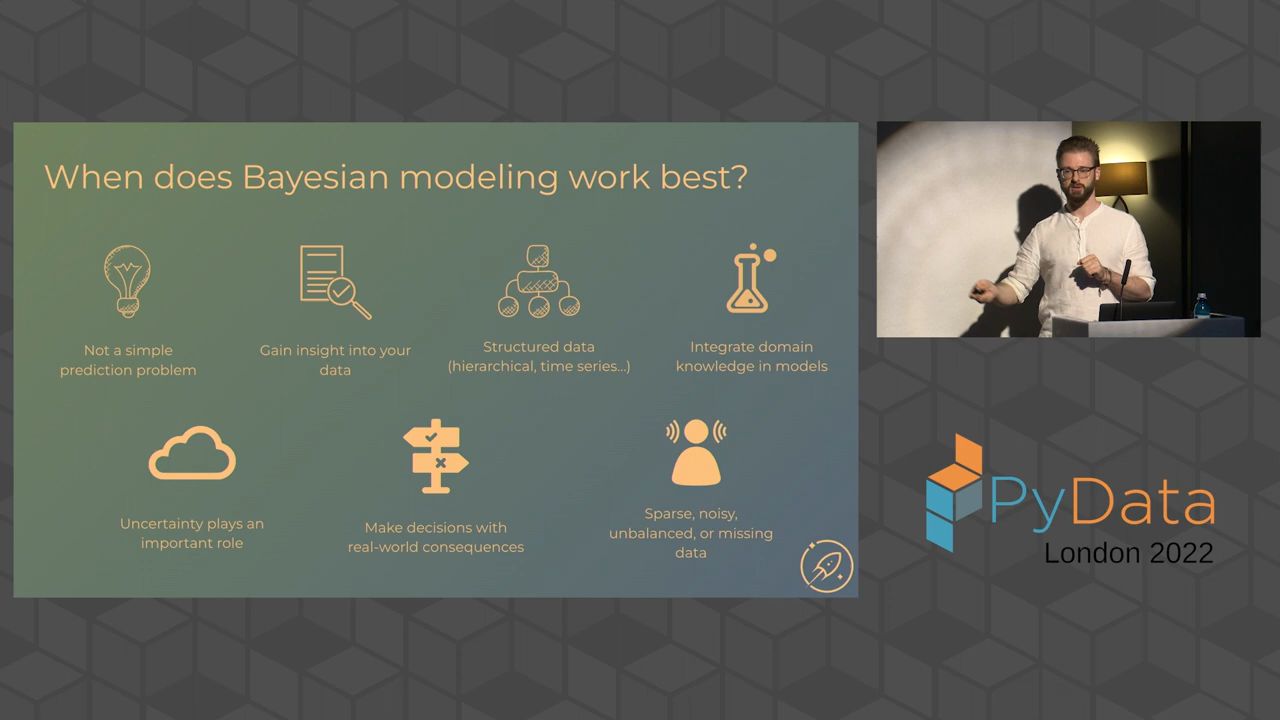 When does Bayesian modeling work best?
Not a simple
prediction problem
Gain insight into your
data
Structured data
(hierarchical, time series...)
Integrate domain
knowledge in models
Uncertainty plays an
important role
Make decisions with
real-world consequences
Sparse, noisy,
unbalanced, or missing
data
PyData
London 2022